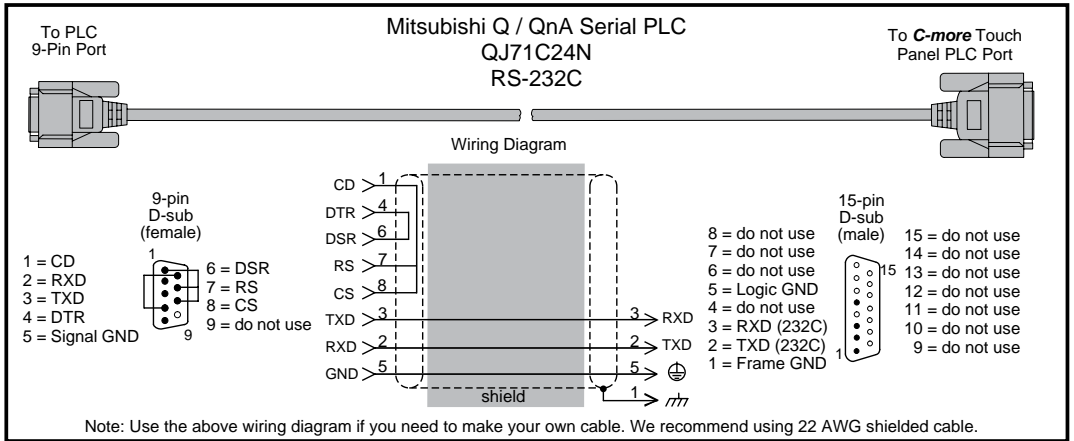 To PLC
9-Pin Port
Mitsubishi Q / QnA Serial PLC
QJ71C24N
RS-232C
To C-more Touch
Panel PLC Port
Wiring Diagram
9-pin
D-sub
(female)
1
9
1 = CD
2 = RXD
3 = TXD
4 = DTR
5 = Signal GND
6 = DSR
7 = RS
8 = CS
9 = do not use
CD 1
DTR 4
DSR 6
RS 7
CS 8
TXD 3
RXD 2
GND 5
shield
3 RXD
2 TXD
5
1
8 = do not use
7 = do not use
6 = do not use
5 = Logic GND
4 = do not use
3 = RXD (232C)
2 = TXD (232C)
1 = Frame GND
15-pin
D-sub
(male)
15
1
15 = do not use
14 = do not use
13 = do not use
12 = do not use
11 = do not use
10 = do not use
9 = do not use
Note: Use the above wiring diagram if you need to make your own cable. We recommend using 22 AWG shielded cable.